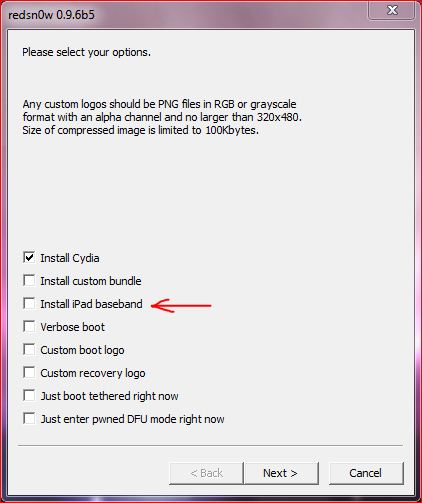 redsn0w 0.9.6b5
Please select your options.
Any custom logos should be PNG files in RGB or grayscale
format with an alpha channel and no larger than 320x480.
Size of compressed image is limited to 100Kbytes.
Install Cydia
Install custom bundle
Install iPad baseband
Verbose boot
Custom boot logo
Custom recovery logo
Just boot tethered right now
Just enter pwned DFU mode right now
< Back Next > Cancel